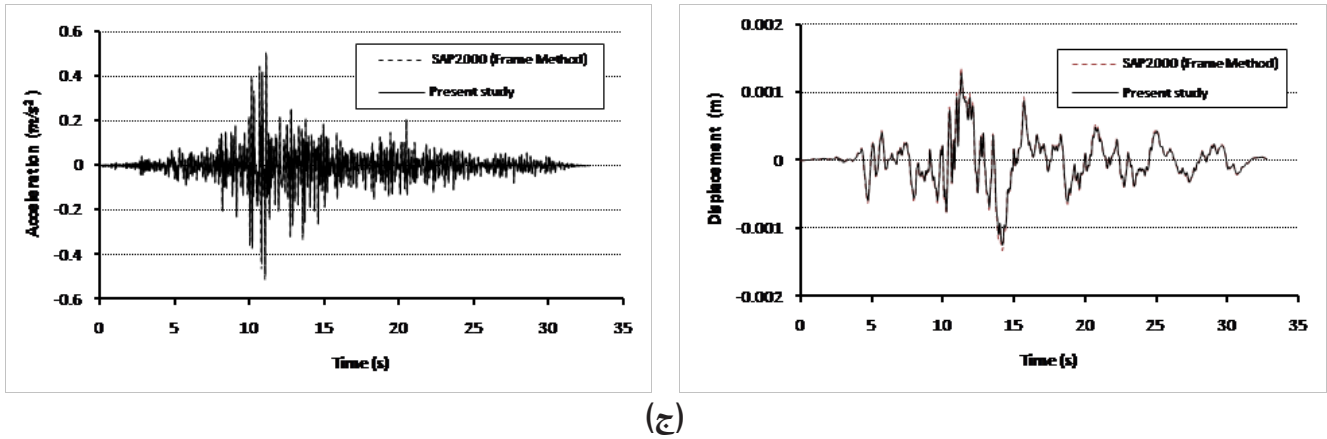 0.6
0.4
0.2
0
-0.2
-0.4
-0.6
Acceleration (m/s²)
SAP2000 (Frame Method)
Present study
0 5 10 15 20 25 30 35
Time (s)
0.002
0.001
0
-0.001
-0.002
Displacement (m)
SAP2000 (Frame Method)
Present study
0 5 10 15 20 25 30 35
Time (s)
(ج)